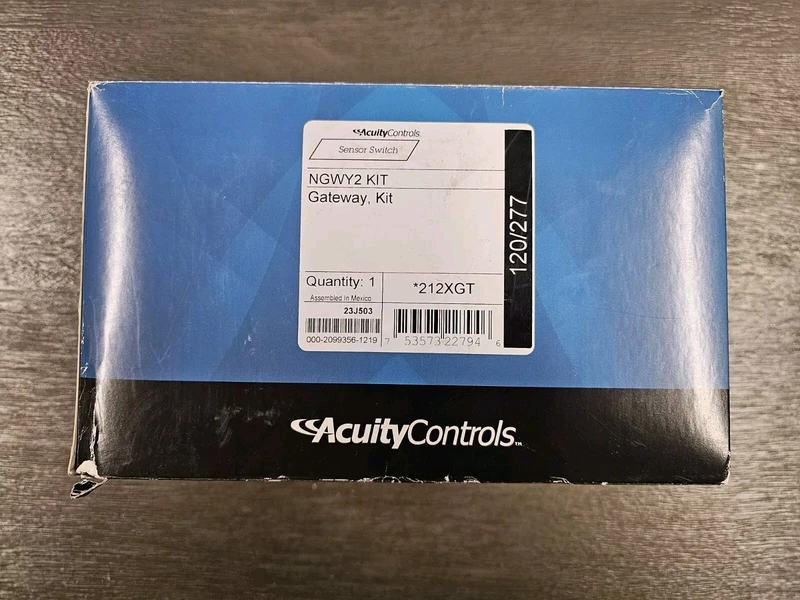 AcuityControls
Sensor Switch
NGWY2 KIT
Gateway, Kit
120/277
Quantity: 1
Assembled In Mexico
*212XGT
23J503
000-2099356-1219
7 53573 22794 6
AcuityControls™